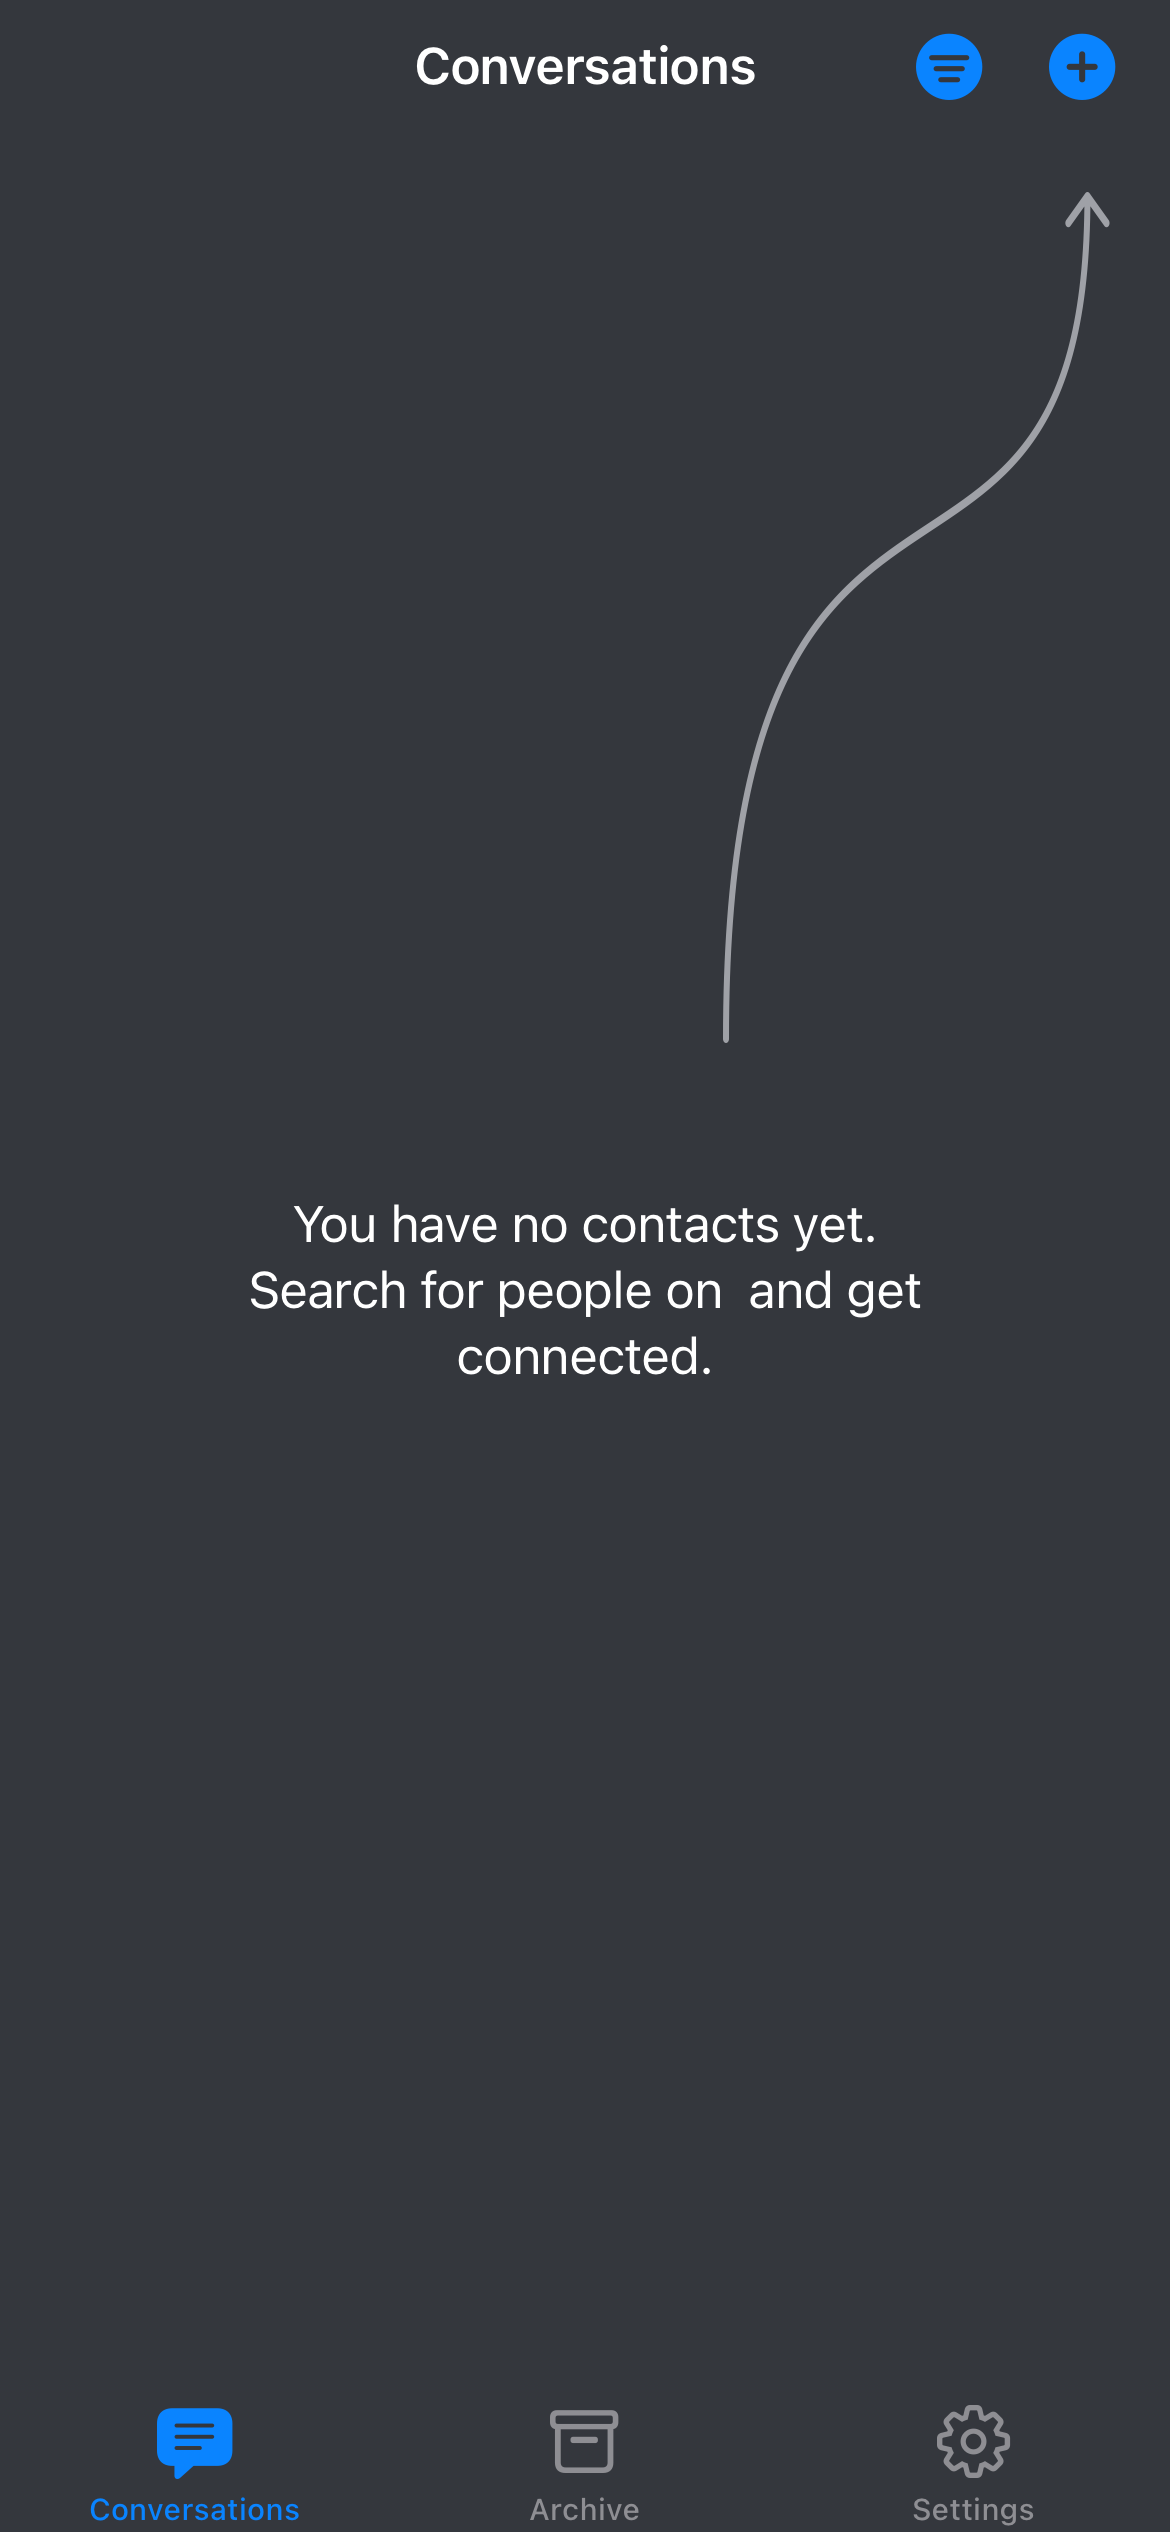 Conversations
You have no contacts yet.
Search for people on  and get
connected.
Conversations
Archive
Settings